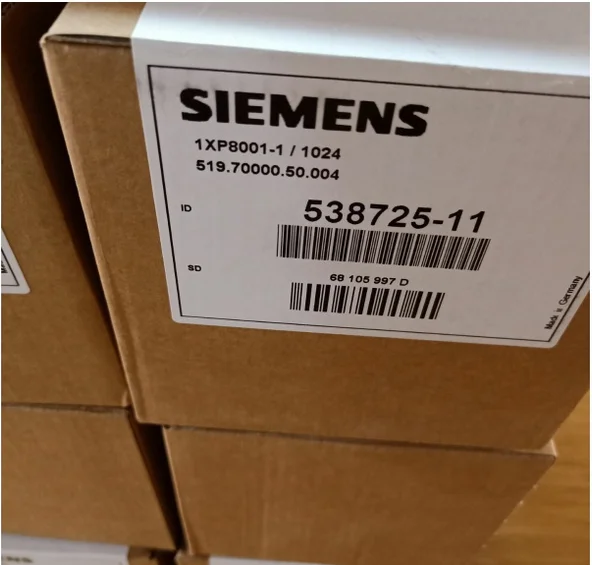 SIEMENS
1XP8001-1 / 1024
519.70000.50.004
ID
538725-11
SD
68 105 997 D
Made in Germany